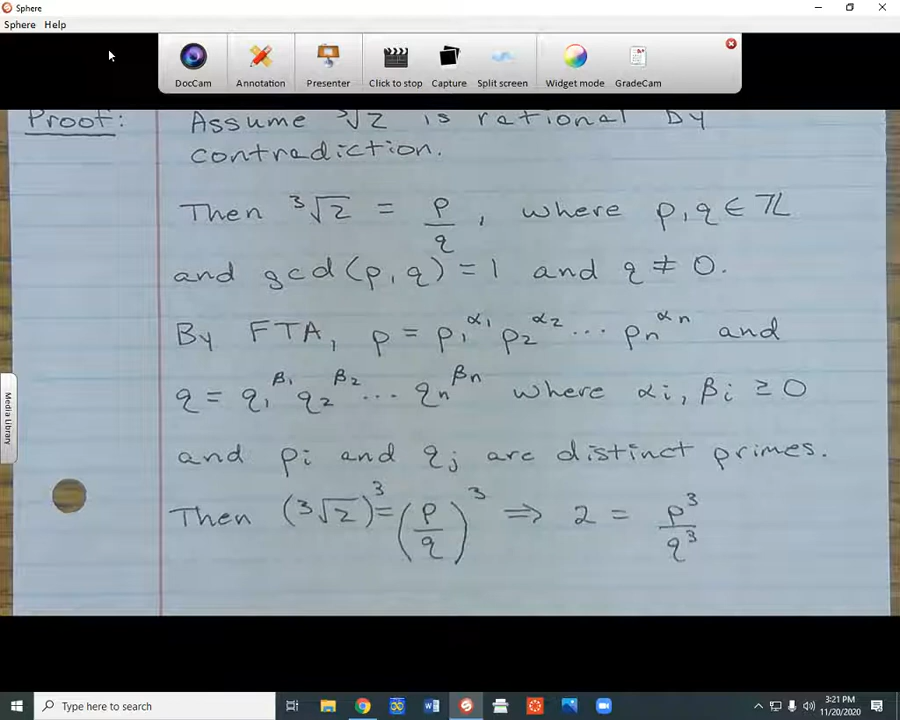 Sphere
Sphere Help
DocCam Annotation Presenter Click to stop Capture Split screen Widget mode GradeCam
Proof: Assume ³√2 is rational by
contradiction.
Then ³√2 = p/q, where p, q ∈ ℤ
and gcd(p, q) = 1 and q ≠ 0.
By FTA, p = p₁^α₁ p₂^α₂ ... pₙ^αₙ and
q = q₁^β₁ q₂^β₂ ... qₙ^βₙ where αi, βi ≥ 0
and pi and qj are distinct primes.
Then (³√2)³ = (p/q)³ ⇒ 2 = p³/q³
Media Library
Type here to search
3:21 PM
11/20/2020